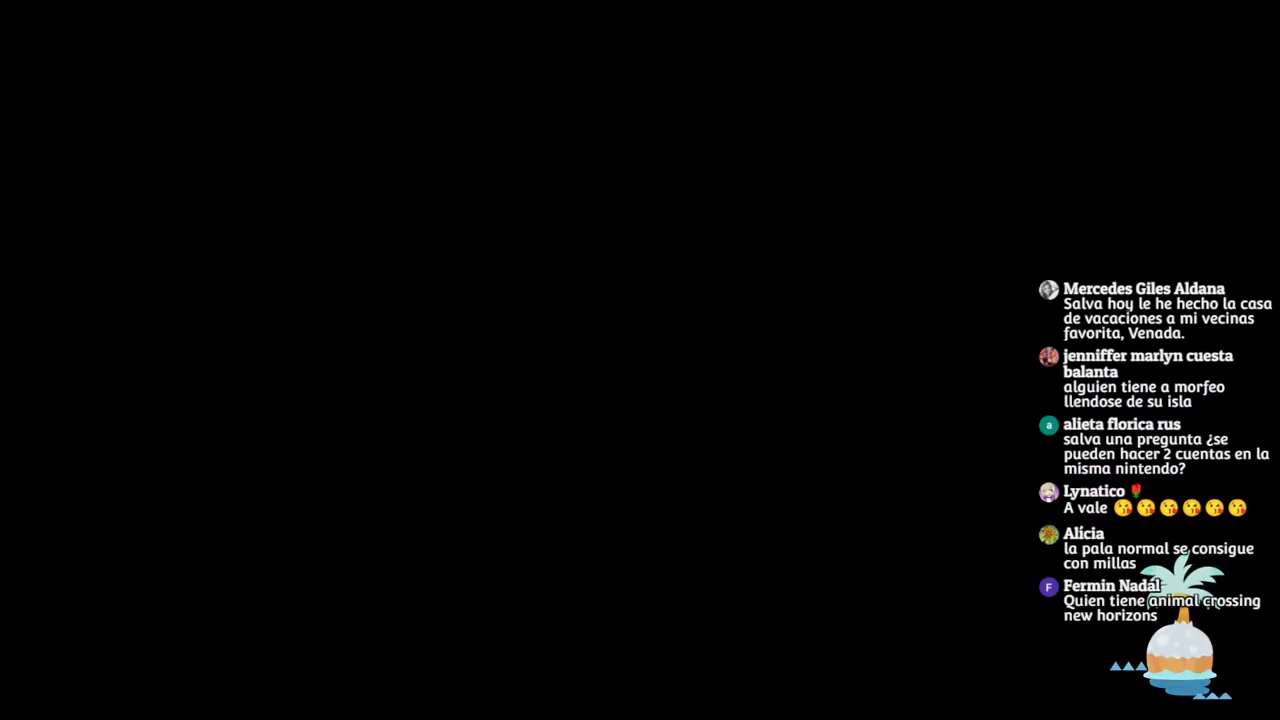 Mercedes Giles Aldana
Salva hoy le he hecho la casa
de vacaciones a mi vecinas
favorita, Venada.
jenniffer marlyn cuesta
balanta
alguien tiene a morfeo
llendose de su isla
a
alieta florica rus
salva una pregunta ¿se
pueden hacer 2 cuentas en la
misma nintendo?
Lynatico 🌹
A vale 😘😘😘😘😘😘
Alícia
la pala normal se consigue
con millas
F
Fermin Nadál
Quien tiene animal crossing
new horizons